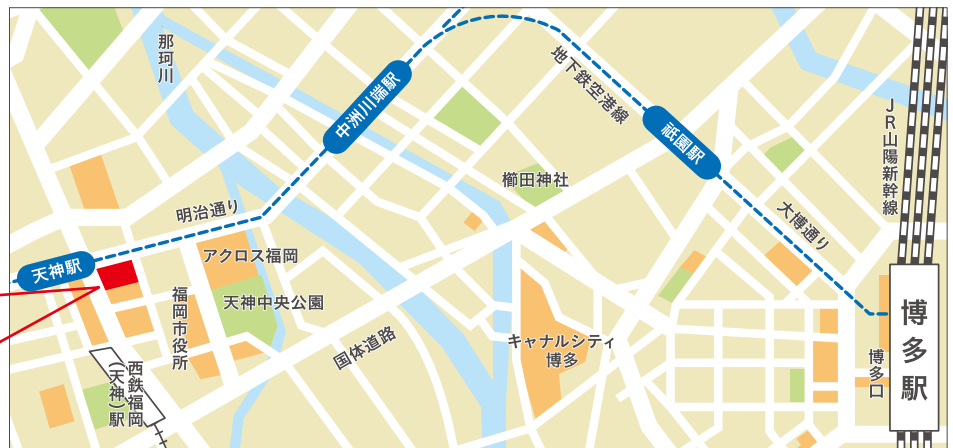 那珂川
中洲川端駅
地下鉄空港線
祇園駅
JR山陽新幹線
櫛田神社
明治通り
大博通り
天神駅
アクロス福岡
天神中央公園
福岡市役所
国体道路
キャナルシティ
博多
博多駅
博多口
西鉄福岡
(天神)駅